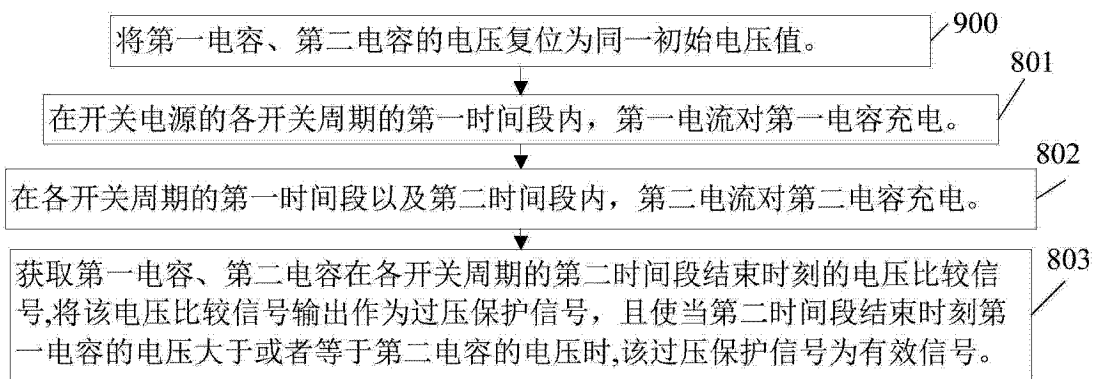 将第一电容、第二电容的电压复位为同一初始电压值。
900
801
在开关电源的各开关周期的第一时间段内，第一电流对第一电容充电。
802
在各开关周期的第一时间段以及第二时间段内，第二电流对第二电容充电。
803
获取第一电容、第二电容在各开关周期的第二时间段结束时刻的电压比较信
号,将该电压比较信号输出作为过压保护信号，且使当第二时间段结束时刻第
一电容的电压大于或者等于第二电容的电压时,该过压保护信号为有效信号。